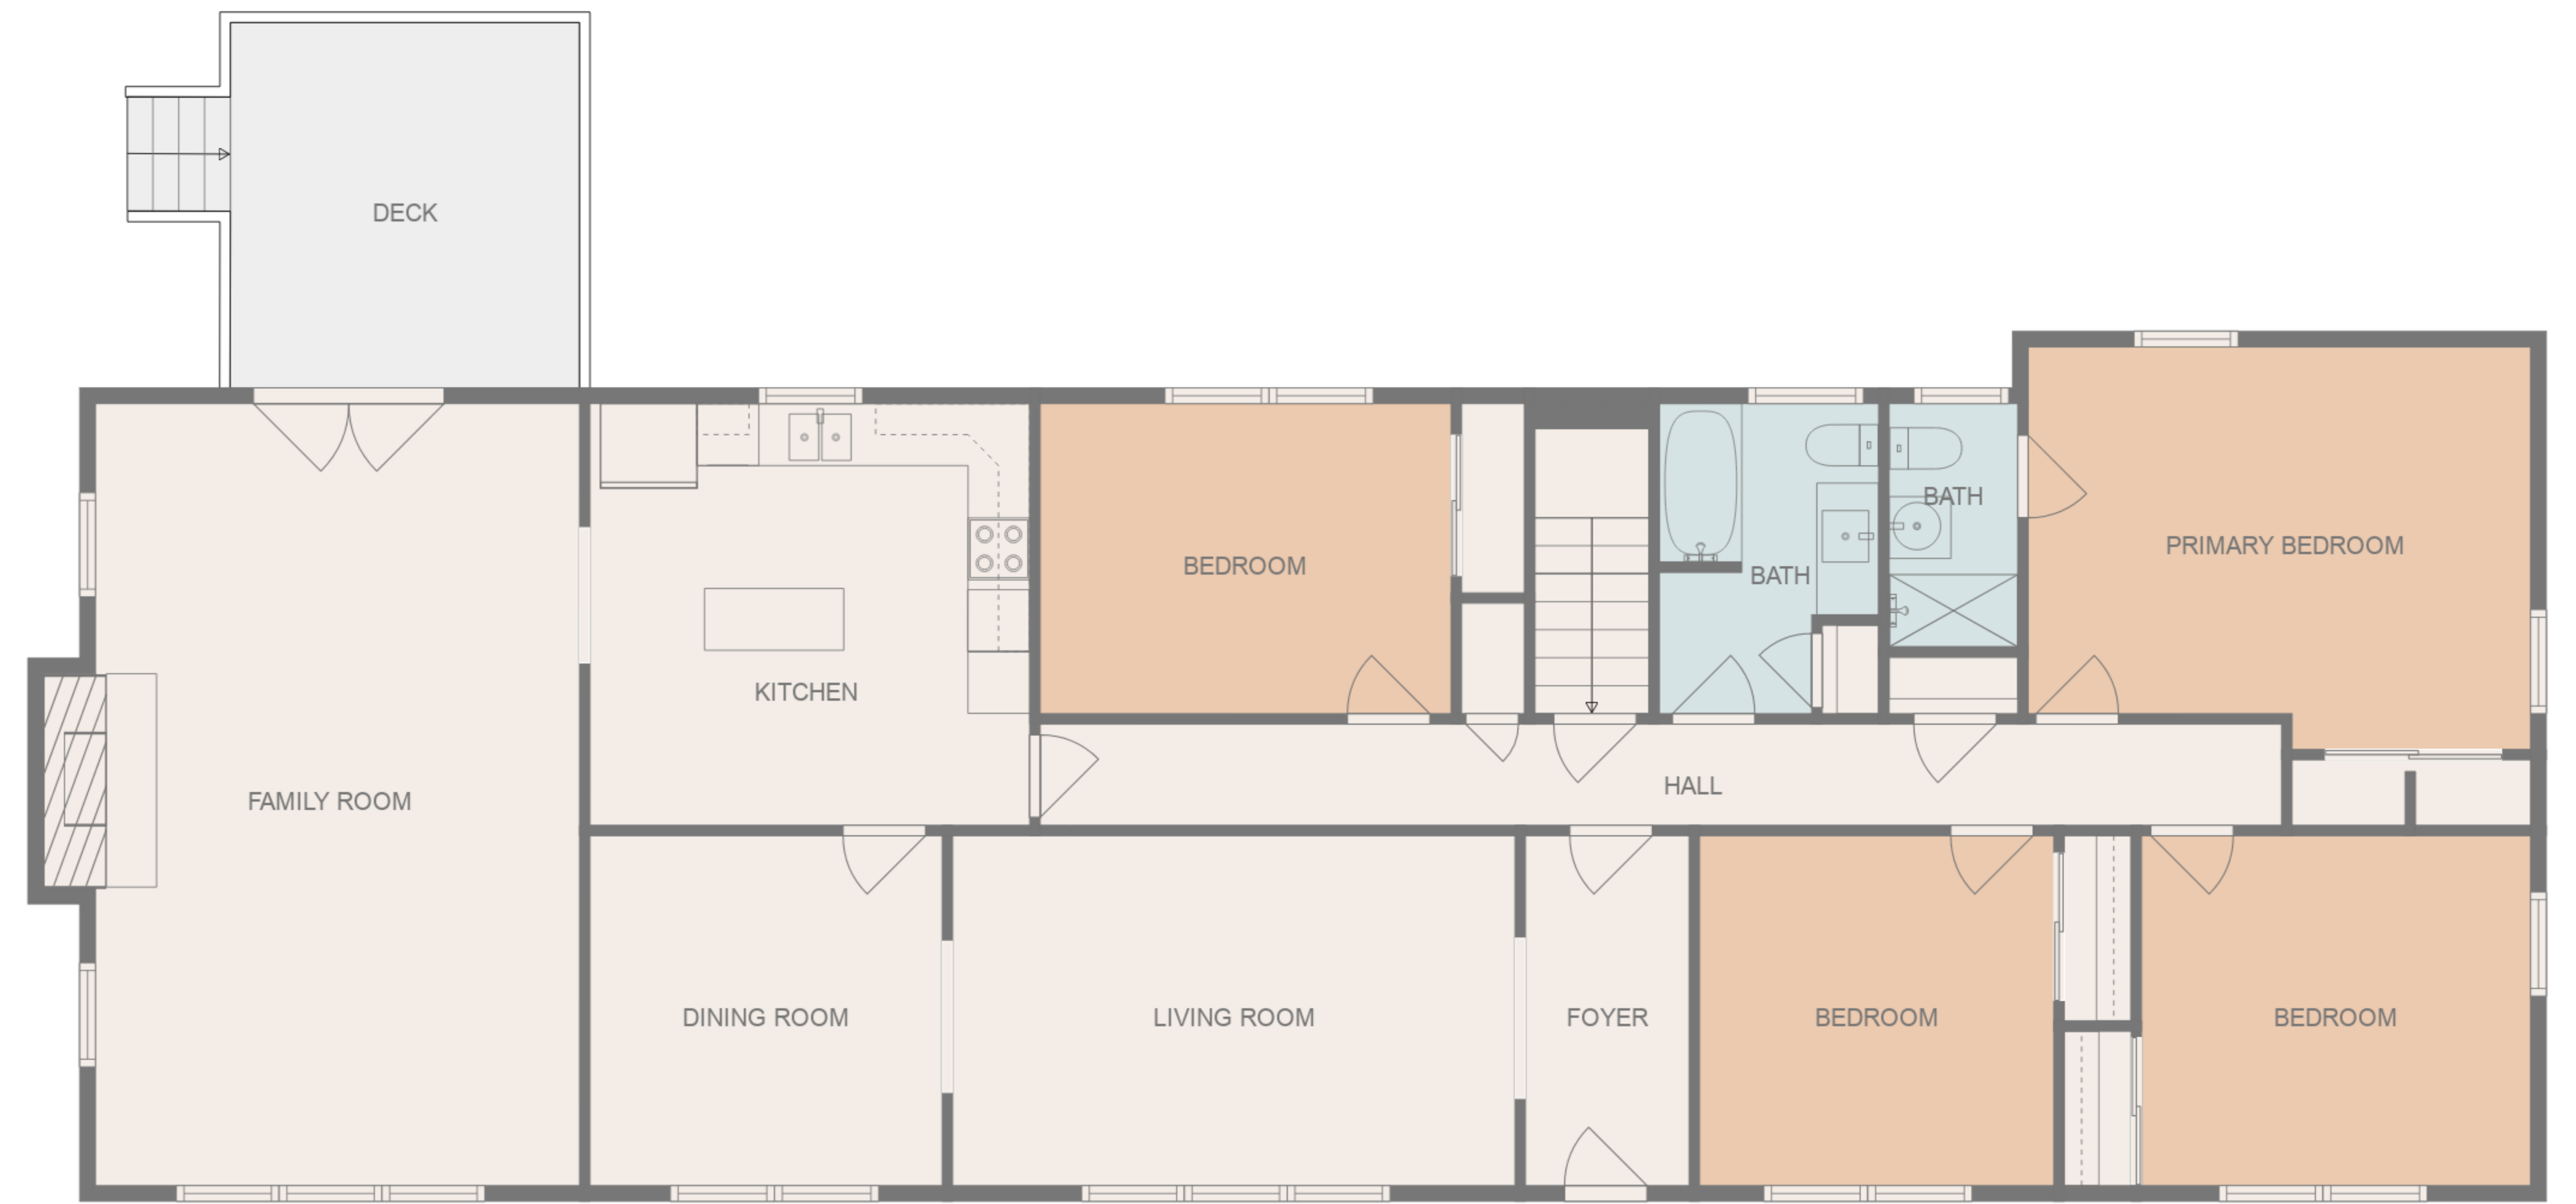 DECK
BATH
PRIMARY BEDROOM
BEDROOM
BATH
KITCHEN
HALL
FAMILY ROOM
DINING ROOM
LIVING ROOM
FOYER
BEDROOM
BEDROOM